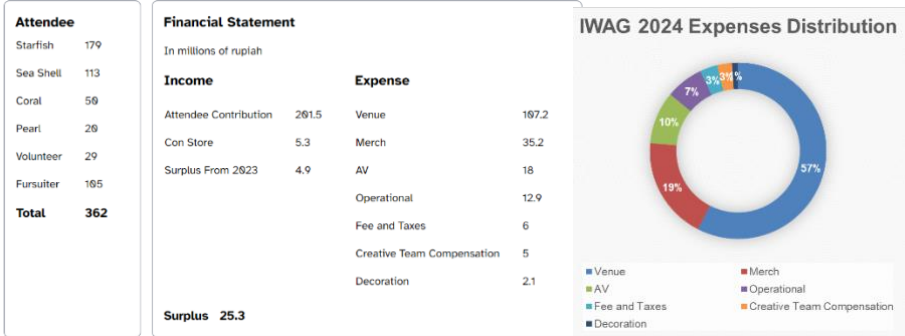 Attendee
Starfish 179
Sea Shell 113
Coral 50
Pearl 20
Volunteer 29
Fursuiter 105
Total 362
Financial Statement
In millions of rupiah
Income
Attendee Contribution 201.5
Con Store 5.3
Surplus From 2023 4.9
Expense
Venue 107.2
Merch 35.2
AV 18
Operational 12.9
Fee and Taxes 6
Creative Team Compensation 5
Decoration 2.1
Surplus 25.3
IWAG 2024 Expenses Distribution
57%
19%
10%
7%
3%
3%
Venue
Merch
AV
Operational
Fee and Taxes
Creative Team Compensation
Decoration